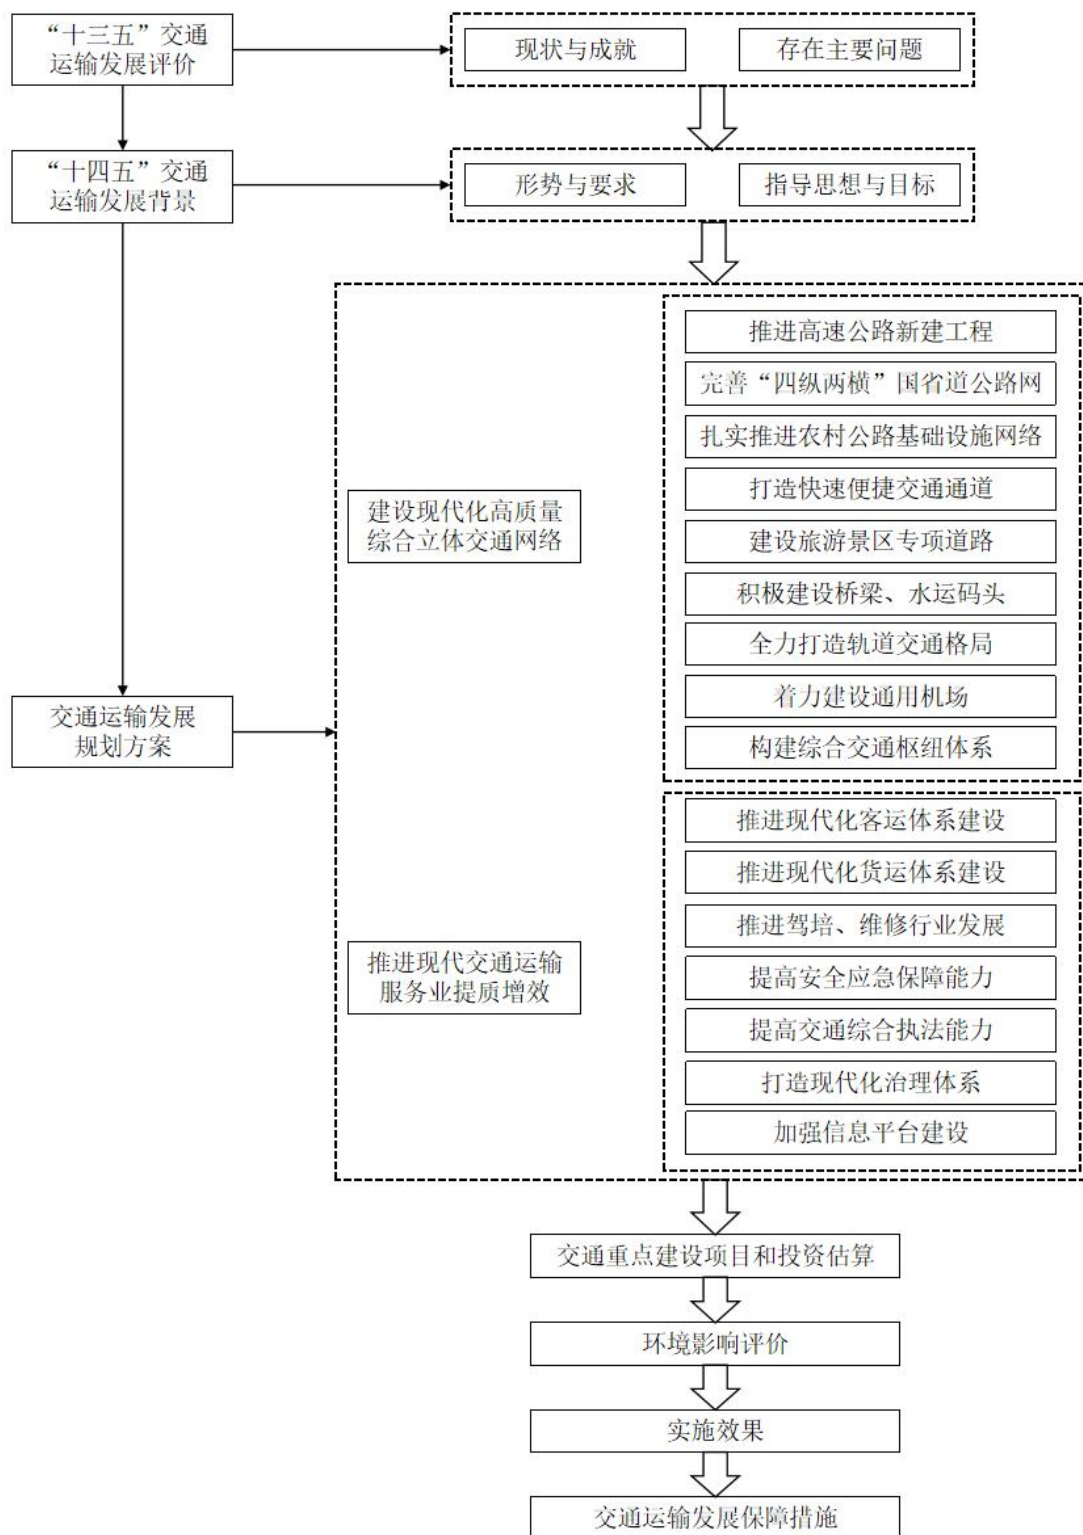 “十三五”交通
运输发展评价
现状与成就
存在主要问题
“十四五”交通
运输发展背景
形势与要求
指导思想与目标
交通运输发展
规划方案
建设现代化高质量
综合立体交通网络
推进高速公路新建工程
完善“四纵两横”国省道公路网
扎实推进农村公路基础设施网络
打造快速便捷交通通道
建设旅游景区专项道路
积极建设桥梁、水运码头
全力打造轨道交通格局
着力建设通用机场
构建综合交通枢纽体系
推进现代交通运输
服务业提质增效
推进现代化客运体系建设
推进现代化货运体系建设
推进驾培、维修行业发展
提高安全应急保障能力
提高交通综合执法能力
打造现代化治理体系
加强信息平台建设
交通重点建设项目和投资估算
环境影响评价
实施效果
交通运输发展保障措施